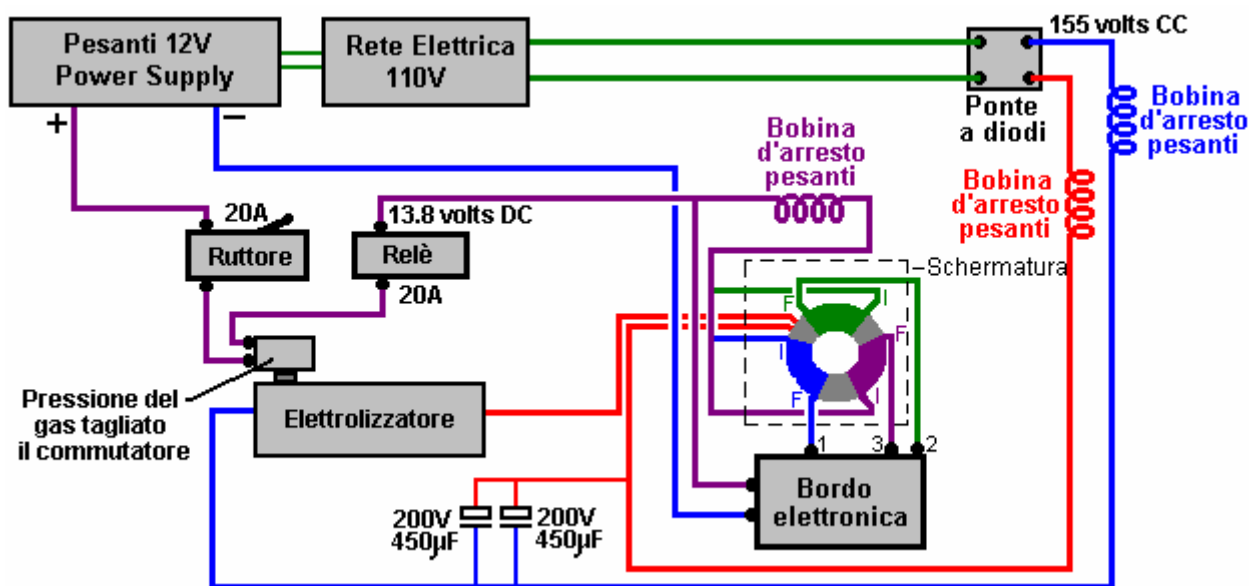 Pesanti 12V
Power Supply
Rete Elettrica
110V
155 volts CC
Ponte
a diodi
Bobina
d'arresto
pesanti
Bobina
d'arresto
pesanti
Bobina
d'arresto
pesanti
+
−
20A
Ruttore
13.8 volts DC
Relè
20A
Schermatura
F
I
F
I
F
I
Pressione del
gas tagliato
il commutatore
Elettrolizzatore
1
3
2
Bordo
elettronica
200V
450µF
200V
450µF